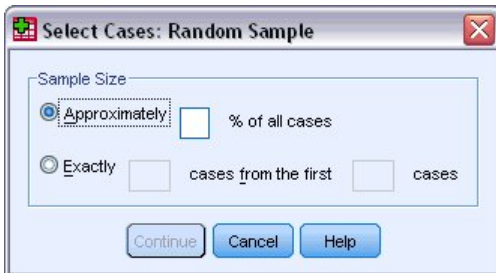 Select Cases: Random Sample
Sample Size
Approximately % of all cases
Exactly cases from the first cases
Continue Cancel Help